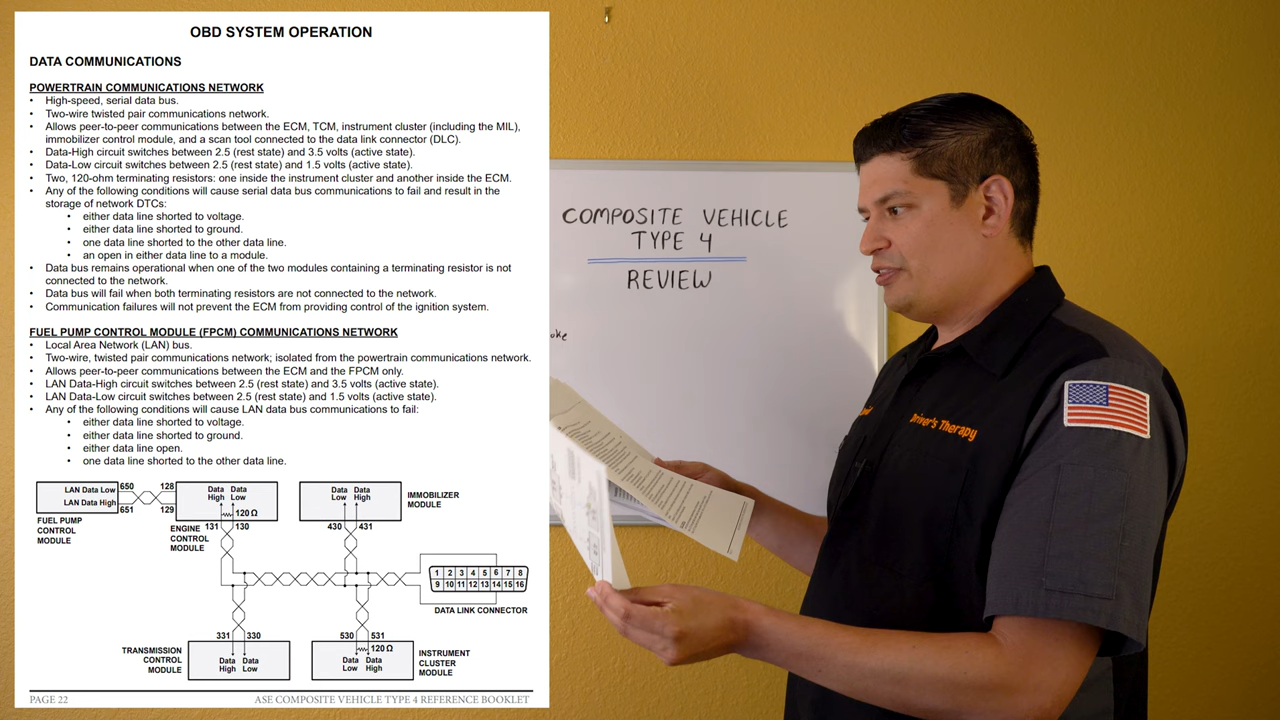 OBD SYSTEM OPERATION
DATA COMMUNICATIONS
POWERTRAIN COMMUNICATIONS NETWORK
• High-speed, serial data bus.
• Two-wire twisted pair communications network.
• Allows peer-to-peer communications between the ECM, TCM, instrument cluster (including the MIL),
immobilizer control module, and a scan tool connected to the data link connector (DLC).
• Data-High circuit switches between 2.5 (rest state) and 3.5 volts (active state).
• Data-Low circuit switches between 2.5 (rest state) and 1.5 volts (active state).
• Two, 120-ohm terminating resistors: one inside the instrument cluster and another inside the ECM.
• Any of the following conditions will cause serial data bus communications to fail and result in the
storage of network DTCs:
• either data line shorted to voltage.
• either data line shorted to ground.
• one data line shorted to the other data line.
• an open in either data line to a module.
• Data bus remains operational when one of the two modules containing a terminating resistor is not
connected to the network.
• Data bus will fail when both terminating resistors are not connected to the network.
• Communication failures will not prevent the ECM from providing control of the ignition system.
FUEL PUMP CONTROL MODULE (FPCM) COMMUNICATIONS NETWORK
• Local Area Network (LAN) bus.
• Two-wire, twisted pair communications network; isolated from the powertrain communications network.
• Allows peer-to-peer communications between the ECM and the FPCM only.
• LAN Data-High circuit switches between 2.5 (rest state) and 3.5 volts (active state).
• LAN Data-Low circuit switches between 2.5 (rest state) and 1.5 volts (active state).
• Any of the following conditions will cause LAN data bus communications to fail:
• either data line shorted to voltage.
• either data line shorted to ground.
• either data line open.
• one data line shorted to the other data line.
LAN Data Low 650 128
LAN Data High 651 129
FUEL PUMP
CONTROL
MODULE
Data High Data Low
120 Ω
131 130
ENGINE
CONTROL
MODULE
Data Low Data High
430 431
IMMOBILIZER
MODULE
1 2 3 4 5 6 7 8
9 10 11 12 13 14 15 16
DATA LINK CONNECTOR
331 330
TRANSMISSION
CONTROL
MODULE
Data High Data Low
530 531
120 Ω
Data Low Data High
INSTRUMENT
CLUSTER
MODULE
PAGE 22 ASE COMPOSITE VEHICLE TYPE 4 REFERENCE BOOKLET
COMPOSITE VEHICLE
TYPE 4
REVIEW
oke
Driver's Therapy